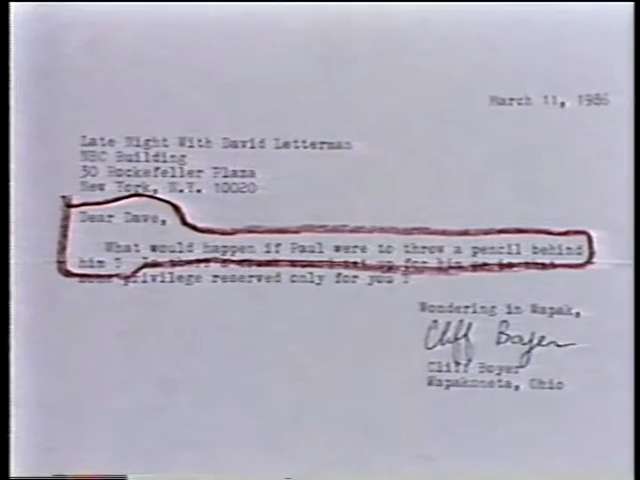 March 11, 1986
Late Night With David Letterman
NBC Building
30 Rockefeller Plaza
New York, N.Y. 10020
Dear Dave,
What would happen if Paul were to throw a pencil behind
him ? for him
privilege reserved only for you ?
Wondering in Wapak,
Cliff Boyer
Cliff Boyer
Wapakoneta, Ohio